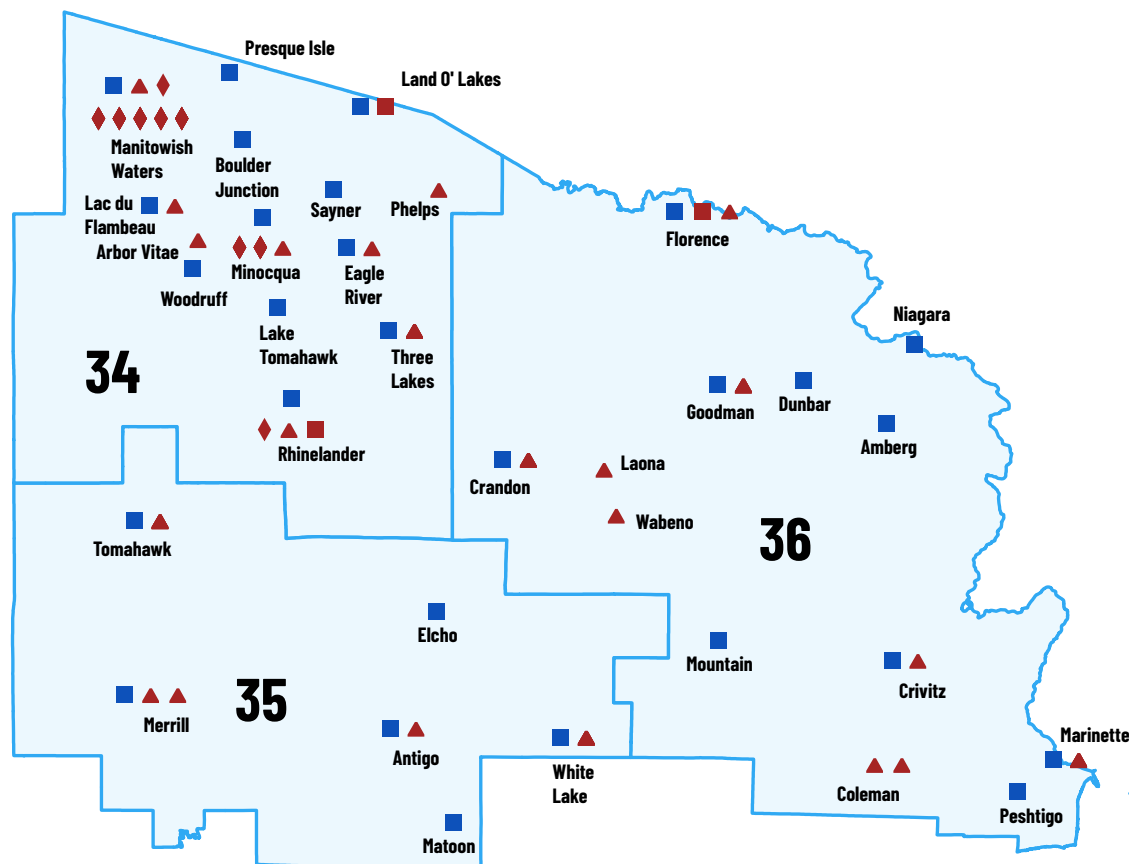 Presque Isle
Land O' Lakes
Manitowish
Waters
Boulder
Junction
Sayner
Phelps
Lac du
Flambeau
Arbor Vitae
Woodruff
Minocqua
Eagle
River
Florence
Niagara
Lake
Tomahawk
Three
Lakes
34
Goodman
Dunbar
Amberg
Rhinelander
Crandon
Laona
Wabeno
36
Tomahawk
Elcho
Mountain
Crivitz
35
Merrill
Antigo
White
Lake
Coleman
Marinette
Peshtigo
Matoon